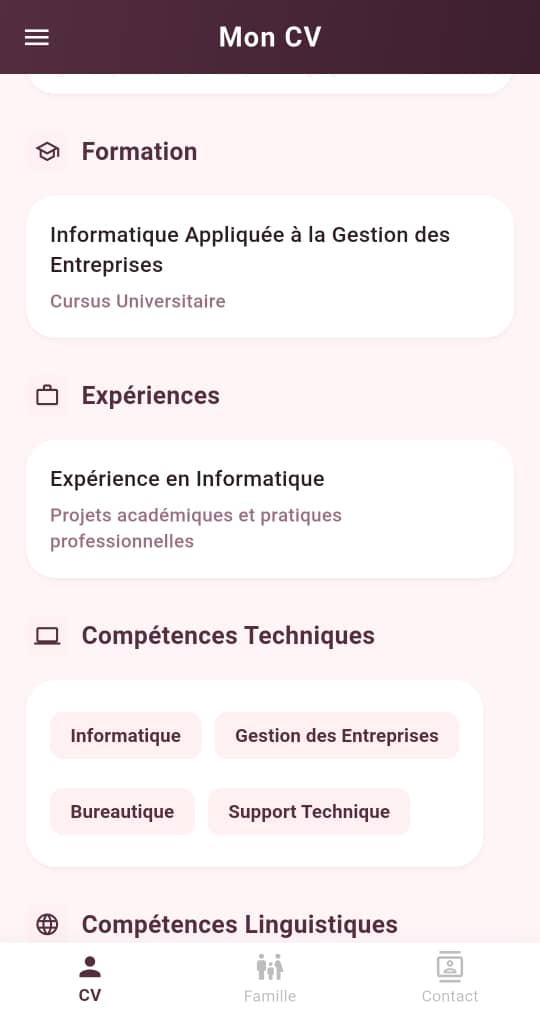 Mon CV
Formation
Informatique Appliquée à la Gestion des
Entreprises
Cursus Universitaire
Expériences
Expérience en Informatique
Projets académiques et pratiques
professionnelles
Compétences Techniques
Informatique
Gestion des Entreprises
Bureautique
Support Technique
Compétences Linguistiques
CV
Famille
Contact